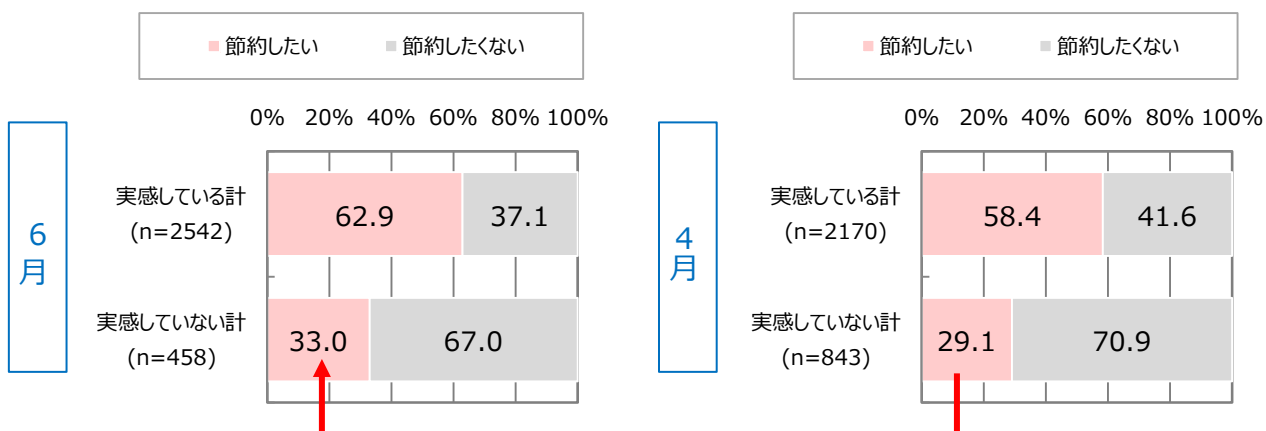 節約したい 節約したくない
0% 20% 40% 60% 80% 100%
6月
実感している計
(n=2542)
62.9 37.1
実感していない計
(n=458)
33.0 67.0
節約したい 節約したくない
0% 20% 40% 60% 80% 100%
4月
実感している計
(n=2170)
58.4 41.6
実感していない計
(n=843)
29.1 70.9